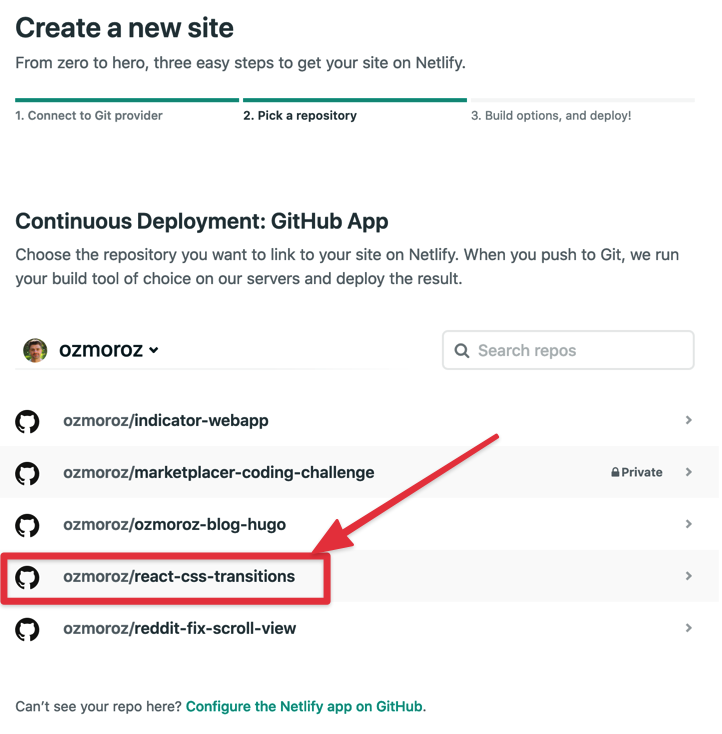 Create a new site
From zero to hero, three easy steps to get your site on Netlify.
1. Connect to Git provider
2. Pick a repository
3. Build options, and deploy!
Continuous Deployment: GitHub App
Choose the repository you want to link to your site on Netlify. When you push to Git, we run
your build tool of choice on our servers and deploy the result.
ozmoroz
Search repos
ozmoroz/indicator-webapp
ozmoroz/marketplacer-coding-challenge
Private
ozmoroz/ozmoroz-blog-hugo
ozmoroz/react-css-transitions
ozmoroz/reddit-fix-scroll-view
Can't see your repo here? Configure the Netlify app on GitHub.